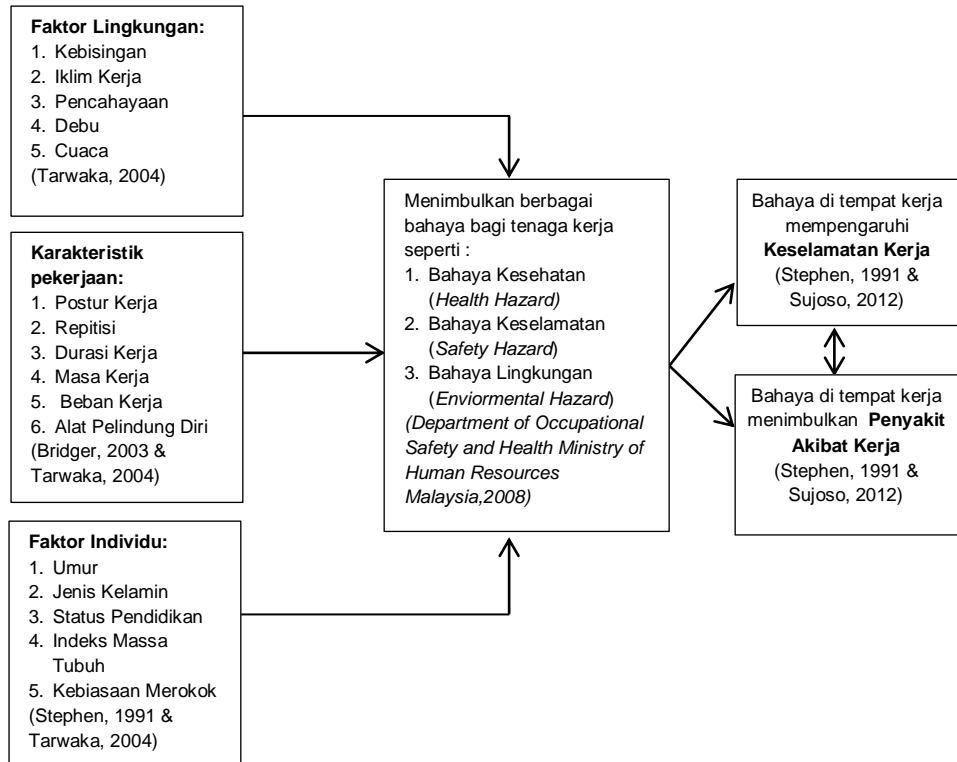 Faktor Lingkungan:
1. Kebisingan
2. Iklim Kerja
3. Pencahayaan
4. Debu
5. Cuaca
(Tarwaka, 2004)
Karakteristik
pekerjaan:
1. Postur Kerja
2. Repitisi
3. Durasi Kerja
4. Masa Kerja
5. Beban Kerja
6. Alat Pelindung Diri
(Bridger, 2003 &
Tarwaka, 2004)
Faktor Individu:
1. Umur
2. Jenis Kelamin
3. Status Pendidikan
4. Indeks Massa
Tubuh
5. Kebiasaan Merokok
(Stephen, 1991 &
Tarwaka, 2004)
Menimbulkan berbagai
bahaya bagi tenaga kerja
seperti :
1. Bahaya Kesehatan
(Health Hazard)
2. Bahaya Keselamatan
(Safety Hazard)
3. Bahaya Lingkungan
(Enviormental Hazard)
(Department of Occupational
Safety and Health Ministry of
Human Resources
Malaysia,2008)
Bahaya di tempat kerja
mempengaruhi
Keselamatan Kerja
(Stephen, 1991 &
Sujoso, 2012)
Bahaya di tempat kerja
menimbulkan Penyakit
Akibat Kerja
(Stephen, 1991 &
Sujoso, 2012)